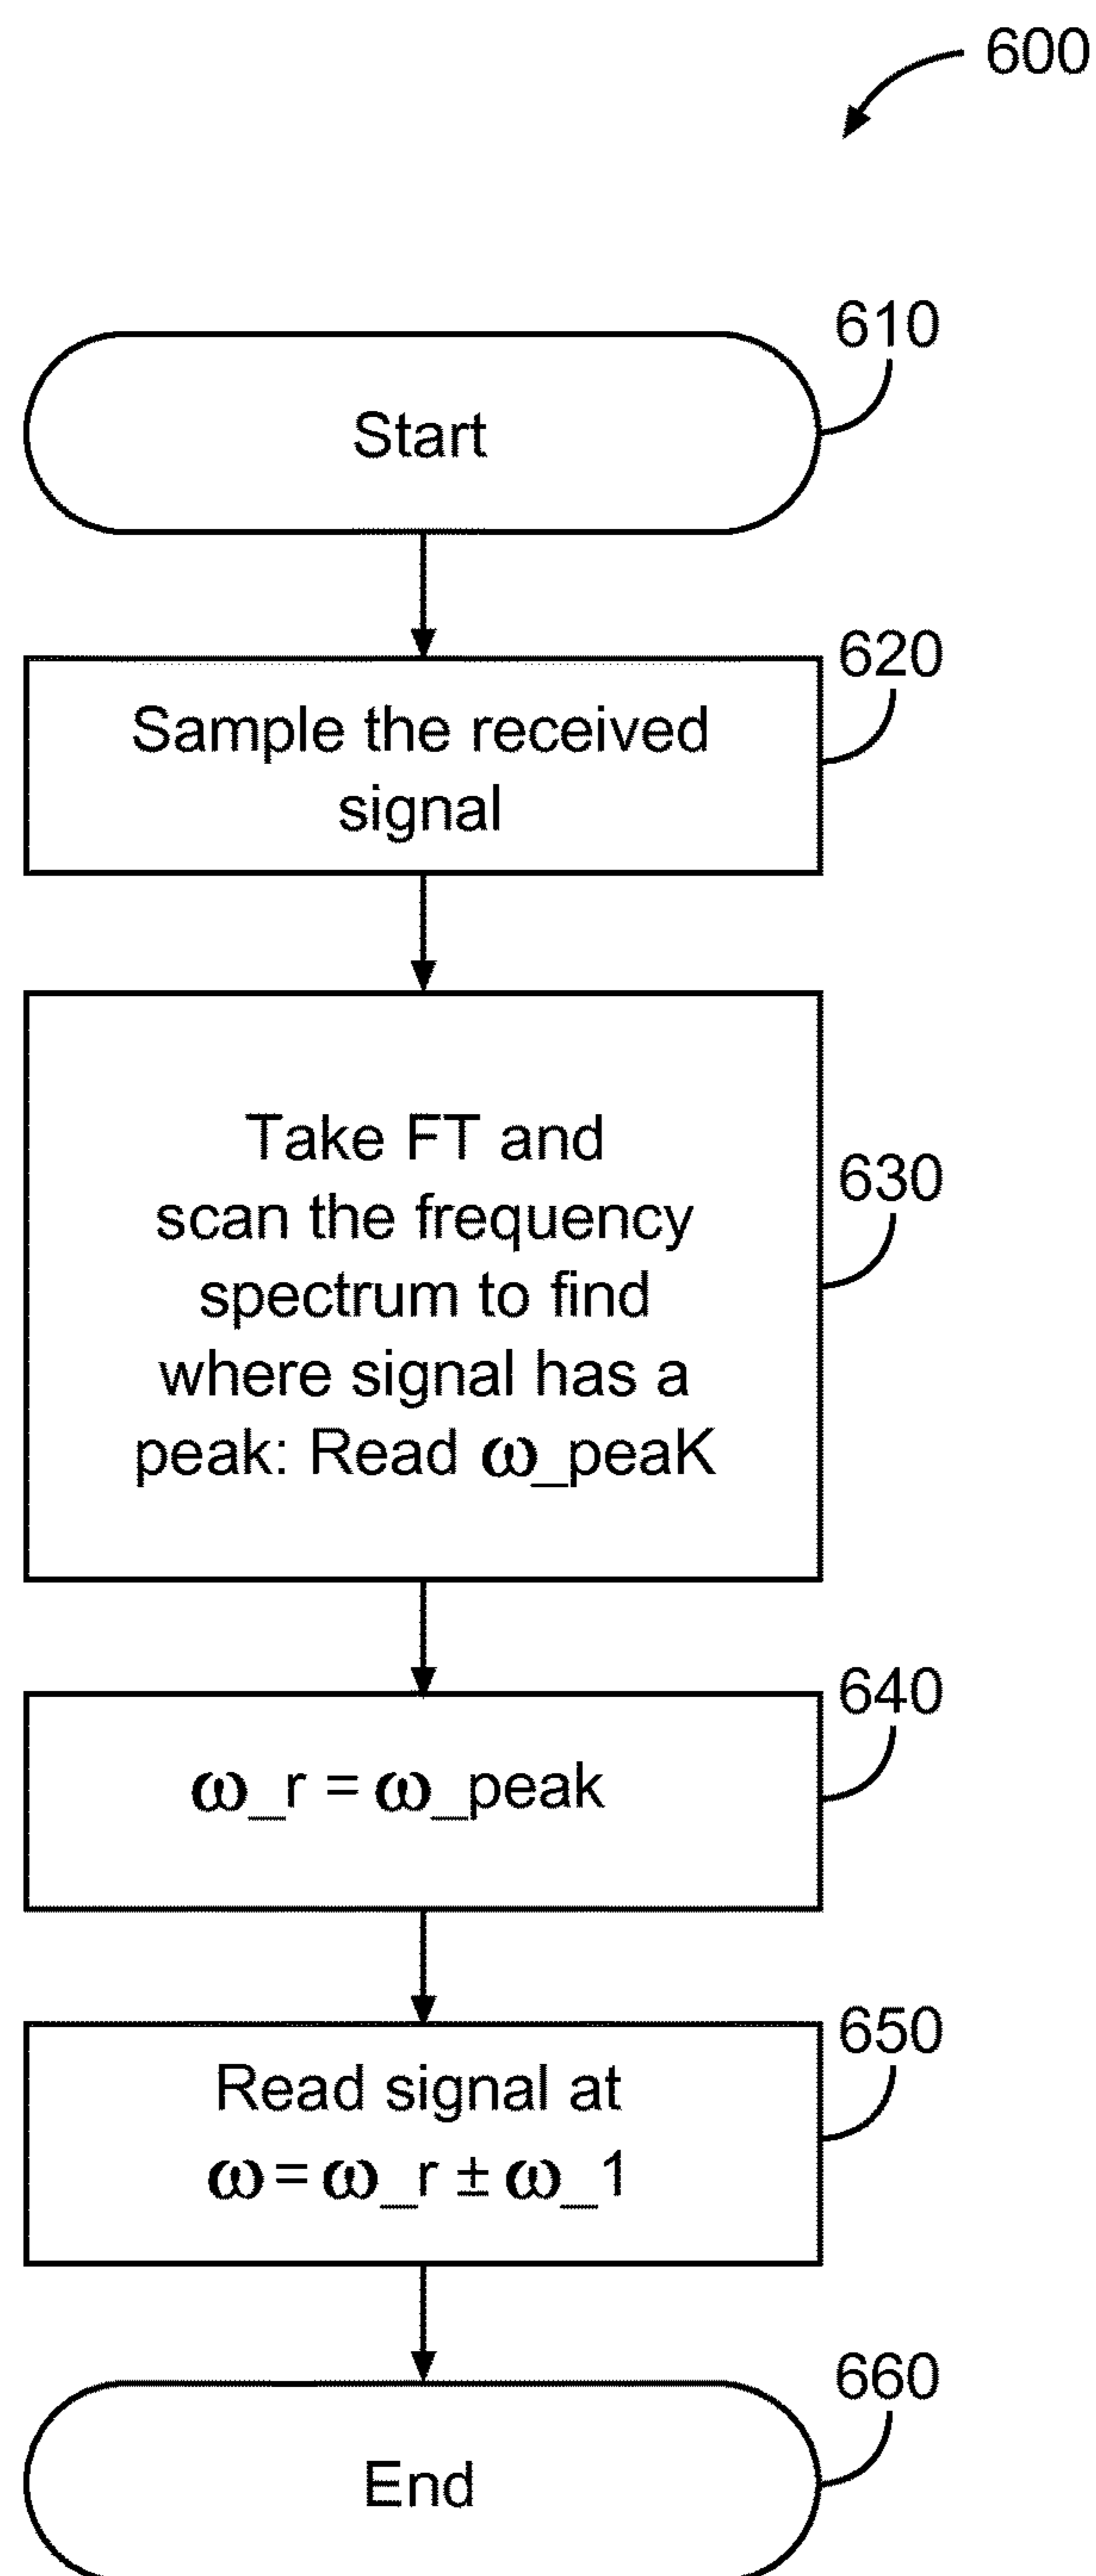 600
610
Start
620
Sample the received
signal
630
Take FT and
scan the frequency
spectrum to find
where signal has a
peak: Read ω_peaK
640
ω_r = ω_peak
650
Read signal at
ω = ω_r ± ω_1
660
End